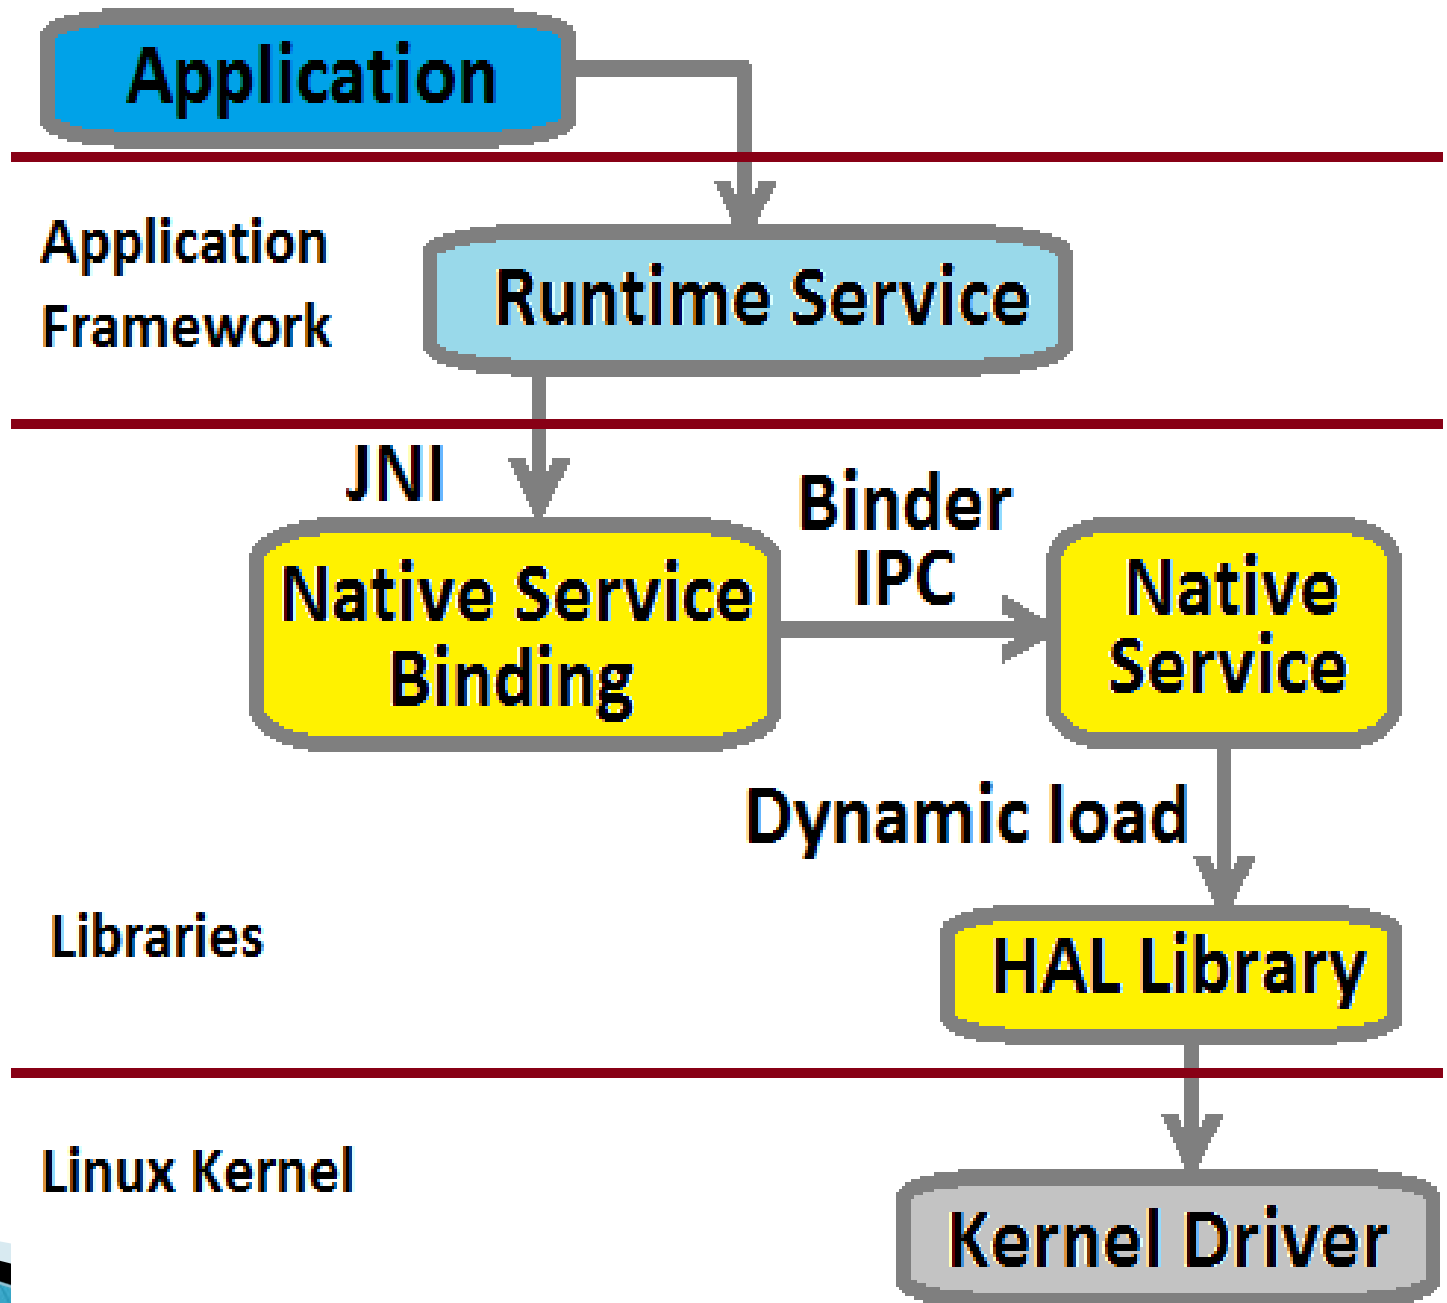 Application
Application
Framework
Runtime Service
JNI
Binder
IPC
Native Service
Binding
Native
Service
Dynamic load
Libraries
HAL Library
Linux Kernel
Kernel Driver